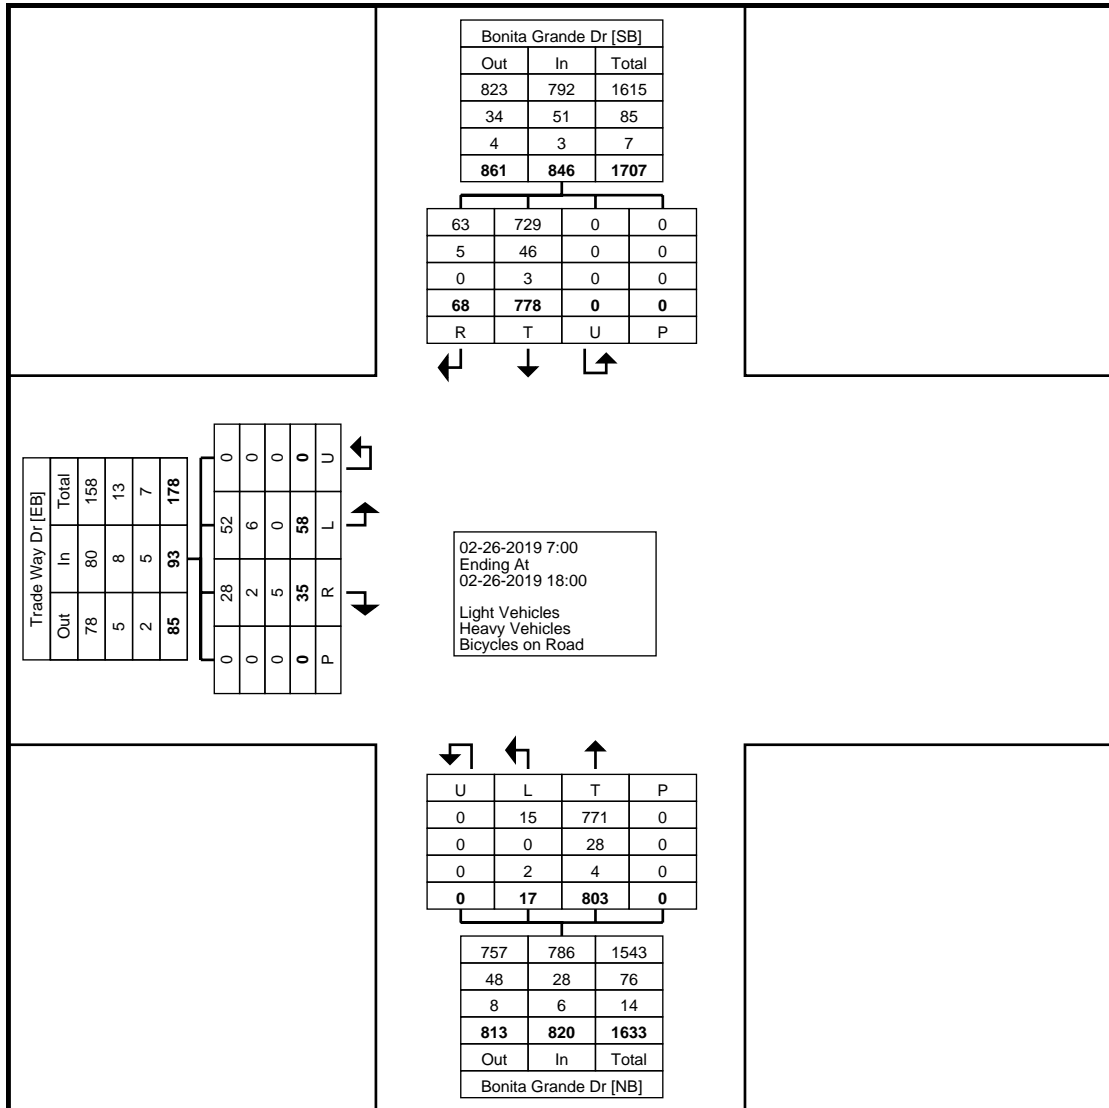 Bonita Grande Dr [SB]
Out In Total
823 792 1615
34 51 85
4 3 7
861 846 1707
63 729 0 0
5 46 0 0
0 3 0 0
68 778 0 0
R T U P
Trade Way Dr [EB]
Out In Total
78 80 158
5 8 13
2 5 7
85 93 178
0 28 52 0
0 2 6 0
0 5 0 0
0 35 58 0
P R L U
02-26-2019 7:00
Ending At
02-26-2019 18:00
Light Vehicles
Heavy Vehicles
Bicycles on Road
U L T P
0 15 771 0
0 0 28 0
0 2 4 0
0 17 803 0
757 786 1543
48 28 76
8 6 14
813 820 1633
Out In Total
Bonita Grande Dr [NB]